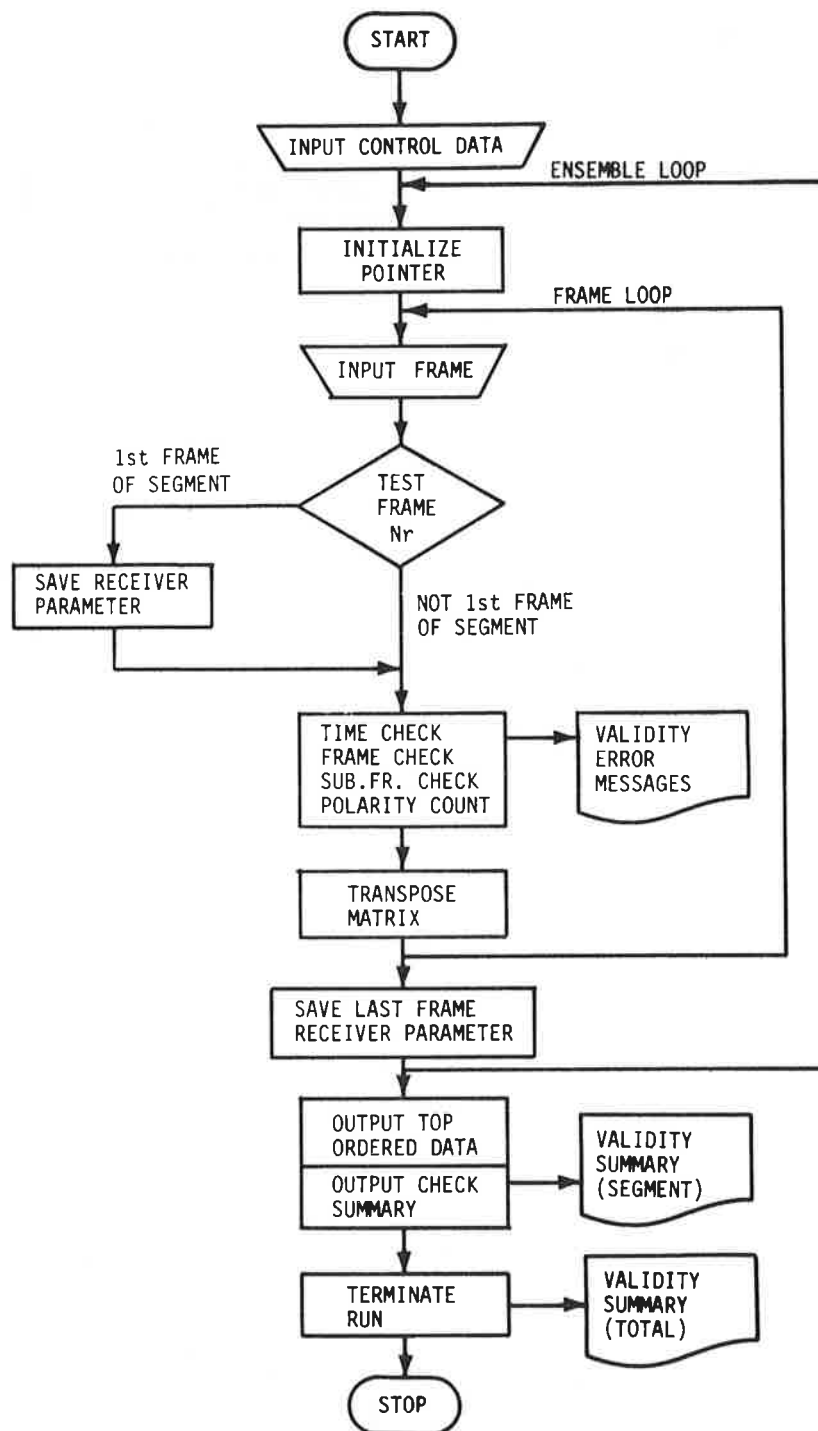 START
INPUT CONTROL DATA
ENSEMBLE LOOP
INITIALIZE
POINTER
FRAME LOOP
INPUT FRAME
1st FRAME
OF SEGMENT
TEST
FRAME
Nr
SAVE RECEIVER
PARAMETER
NOT 1st FRAME
OF SEGMENT
TIME CHECK
FRAME CHECK
SUB.FR. CHECK
POLARITY COUNT
VALIDITY
ERROR
MESSAGES
TRANSPOSE
MATRIX
SAVE LAST FRAME
RECEIVER PARAMETER
OUTPUT TOP
ORDERED DATA
OUTPUT CHECK
SUMMARY
VALIDITY
SUMMARY
(SEGMENT)
TERMINATE
RUN
VALIDITY
SUMMARY
(TOTAL)
STOP